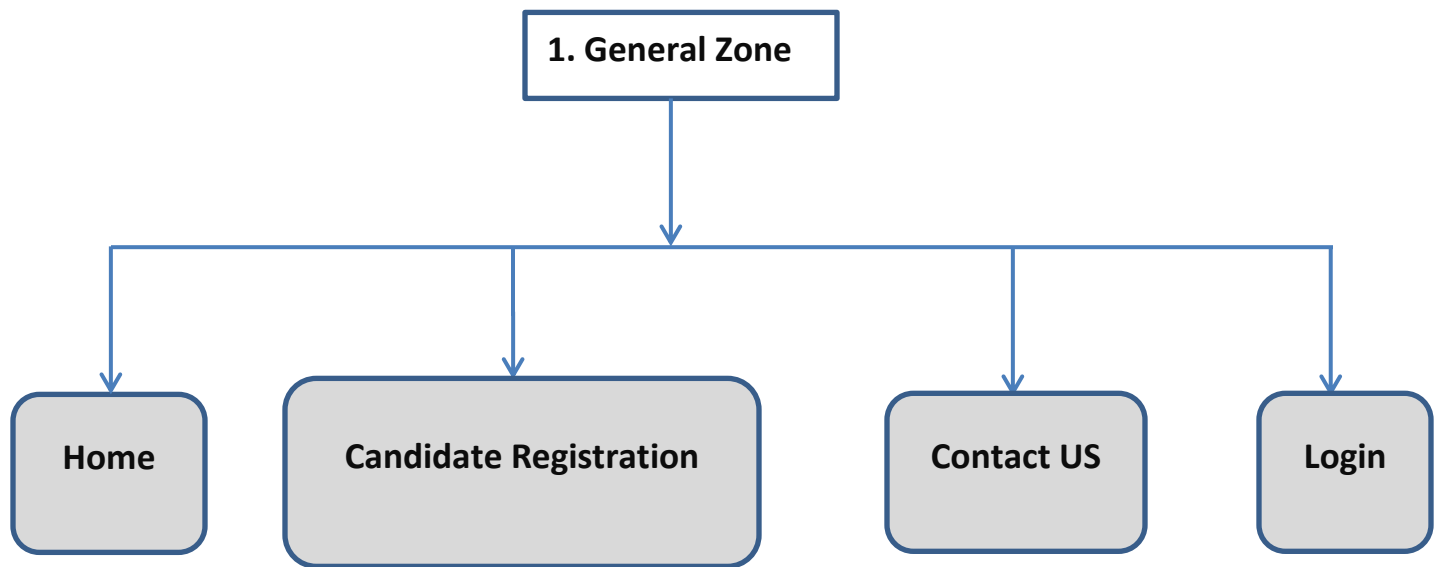 1. General Zone
Home
Candidate Registration
Contact US
Login